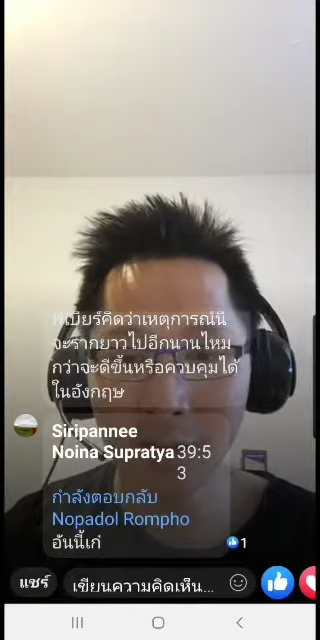 พี่เบียร์คิดว่าเหตุการณ์นี้
จะรากยาวไปอีกนานไหม
กว่าจะดีขึ้นหรือควบคุมได้
ในอังกฤษ
Siripannee
Noina Supratya 39:5
3
กำลังตอบกลับ
Nopadol Rompho
อันนี้เก๋
1
แชร์
เขียนความคิดเห็น...